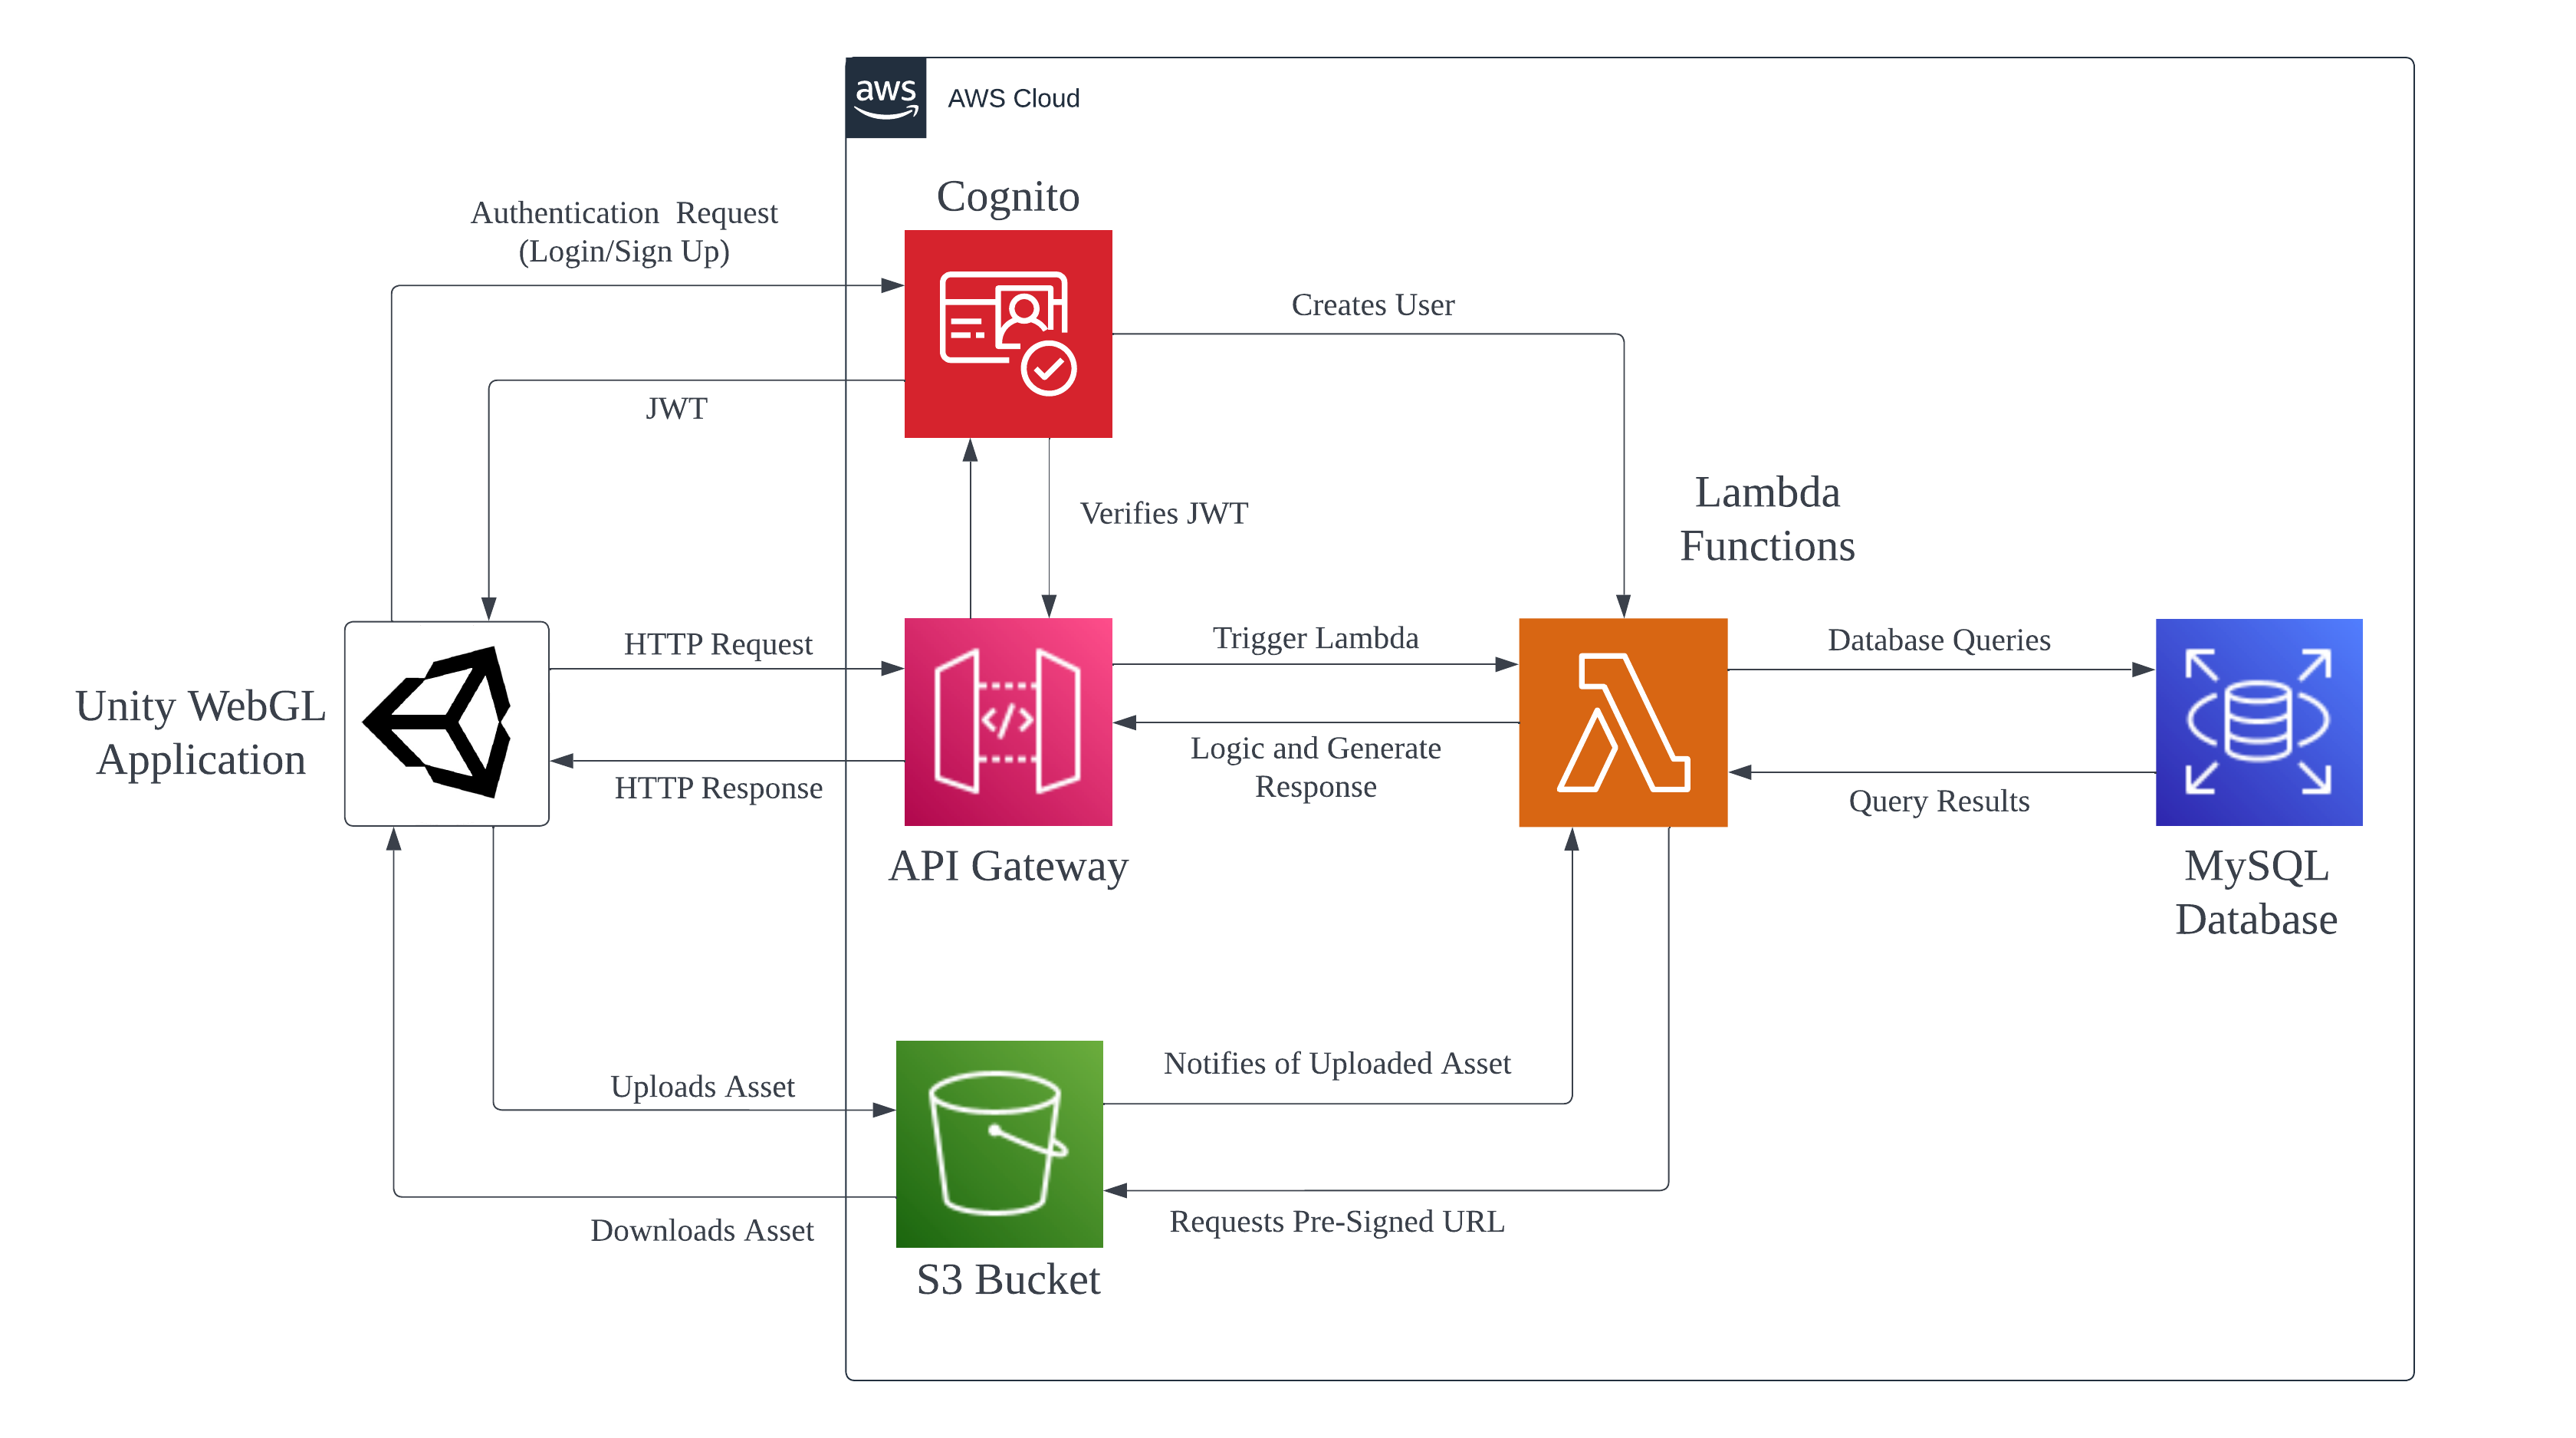 aws
AWS Cloud
Cognito
Authentication  Request
(Login/Sign Up)
Creates User
JWT
Verifies JWT
Lambda
Functions
HTTP Request
Trigger Lambda
Database Queries
Unity WebGL
Application
Logic and Generate
Response
HTTP Response
Query Results
API Gateway
MySQL
Database
Uploads Asset
Notifies of Uploaded Asset
Downloads Asset
Requests Pre-Signed URL
S3 Bucket